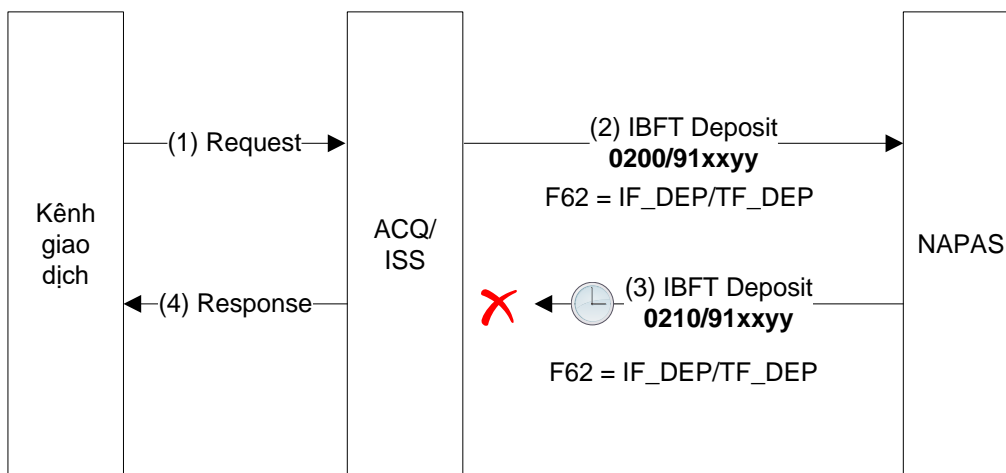 (1) Request
(2) IBFT Deposit
0200/91xxyy
F62 = IF_DEP/TF_DEP
Kênh
giao
dịch
ACQ/
ISS
NAPAS
(4) Response
(3) IBFT Deposit
0210/91xxyy
F62 = IF_DEP/TF_DEP